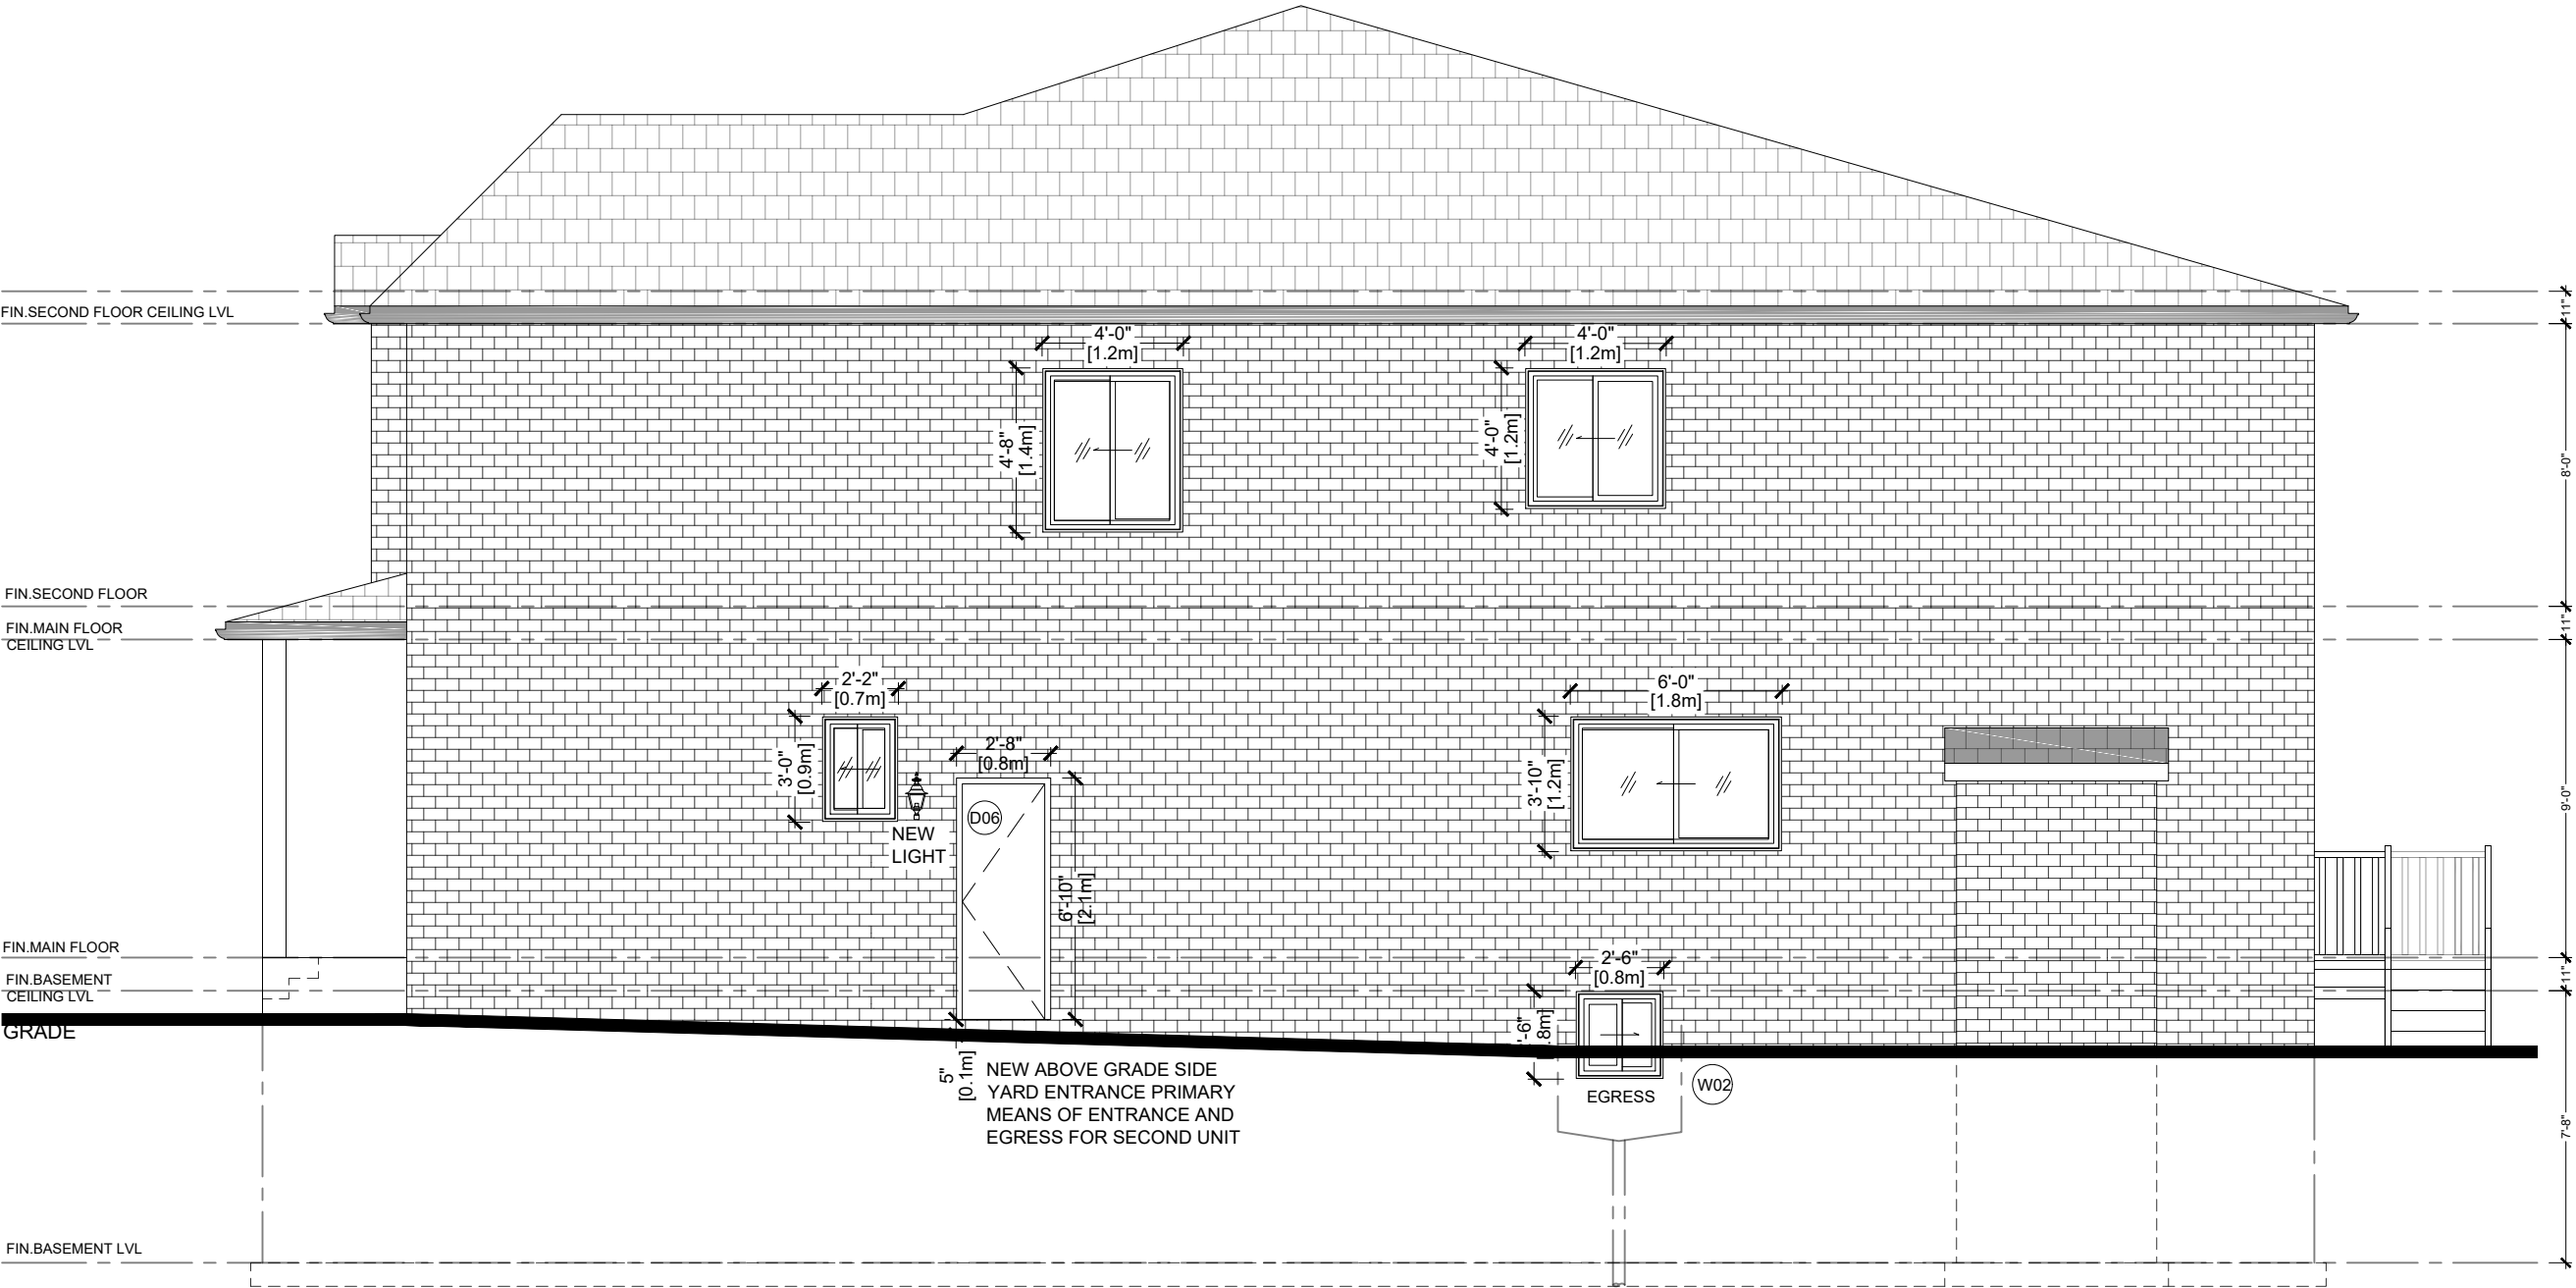 FIN.SECOND FLOOR CEILING LVL
11"
4'-0"
[1.2m]
4'-0"
[1.2m]
4'-8"
[1.4m]
4'-0"
[1.2m]
8'-0"
FIN.SECOND FLOOR
FIN.MAIN FLOOR
CEILING LVL
11"
2'-2"
[0.7m]
6'-0"
[1.8m]
3'-0"
[0.9m]
2'-8"
[0.8m]
3'-10"
[1.2m]
9'-0"
D06
NEW
LIGHT
6'-10"
[2.1m]
FIN.MAIN FLOOR
2'-6"
[0.8m]
FIN.BASEMENT
CEILING LVL
11"
GRADE
'-6"
.8m]
5"
[0.1m]
NEW ABOVE GRADE SIDE
YARD ENTRANCE PRIMARY
MEANS OF ENTRANCE AND
EGRESS FOR SECOND UNIT
EGRESS
W02
7'-8"
FIN.BASEMENT LVL